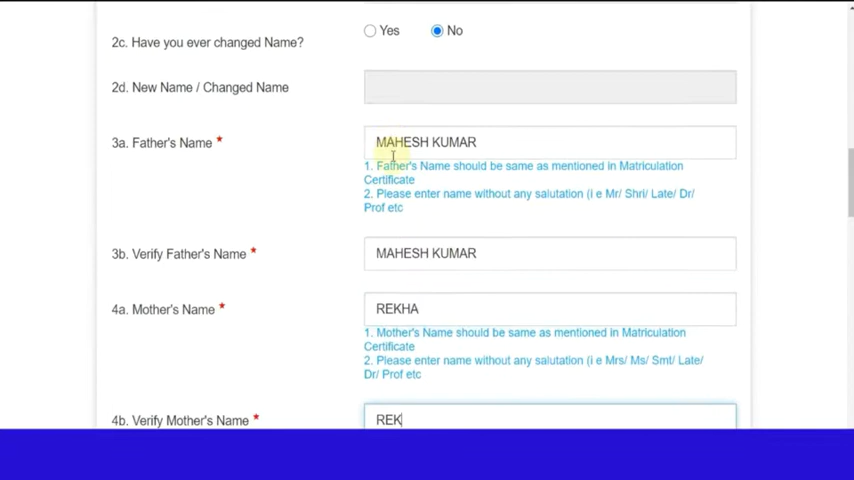 2c. Have you ever changed Name?
Yes
No
2d. New Name / Changed Name
3a. Father's Name *
MAHESH KUMAR
1. Father's Name should be same as mentioned in Matriculation
Certificate
2. Please enter name without any salutation (i e Mr/ Shri/ Late/ Dr/
Prof etc
3b. Verify Father's Name *
MAHESH KUMAR
4a. Mother's Name *
REKHA
1. Mother's Name should be same as mentioned in Matriculation
Certificate
2. Please enter name without any salutation (i e Mrs/ Ms/ Smt/ Late/
Dr/ Prof etc
4b. Verify Mother's Name *
REK